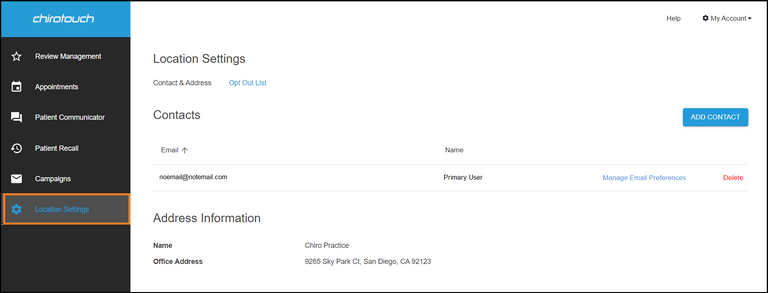 chirotouch
Help
My Account
Review Management
Appointments
Patient Communicator
Patient Recall
Campaigns
Location Settings
Location Settings
Contact & Address Opt Out List
Contacts
ADD CONTACT
Email Name
noemail@notemail.com Primary User Manage Email Preferences Delete
Address Information
Name Chiro Practice
Office Address 9265 Sky Park Ct, San Diego, CA 92123